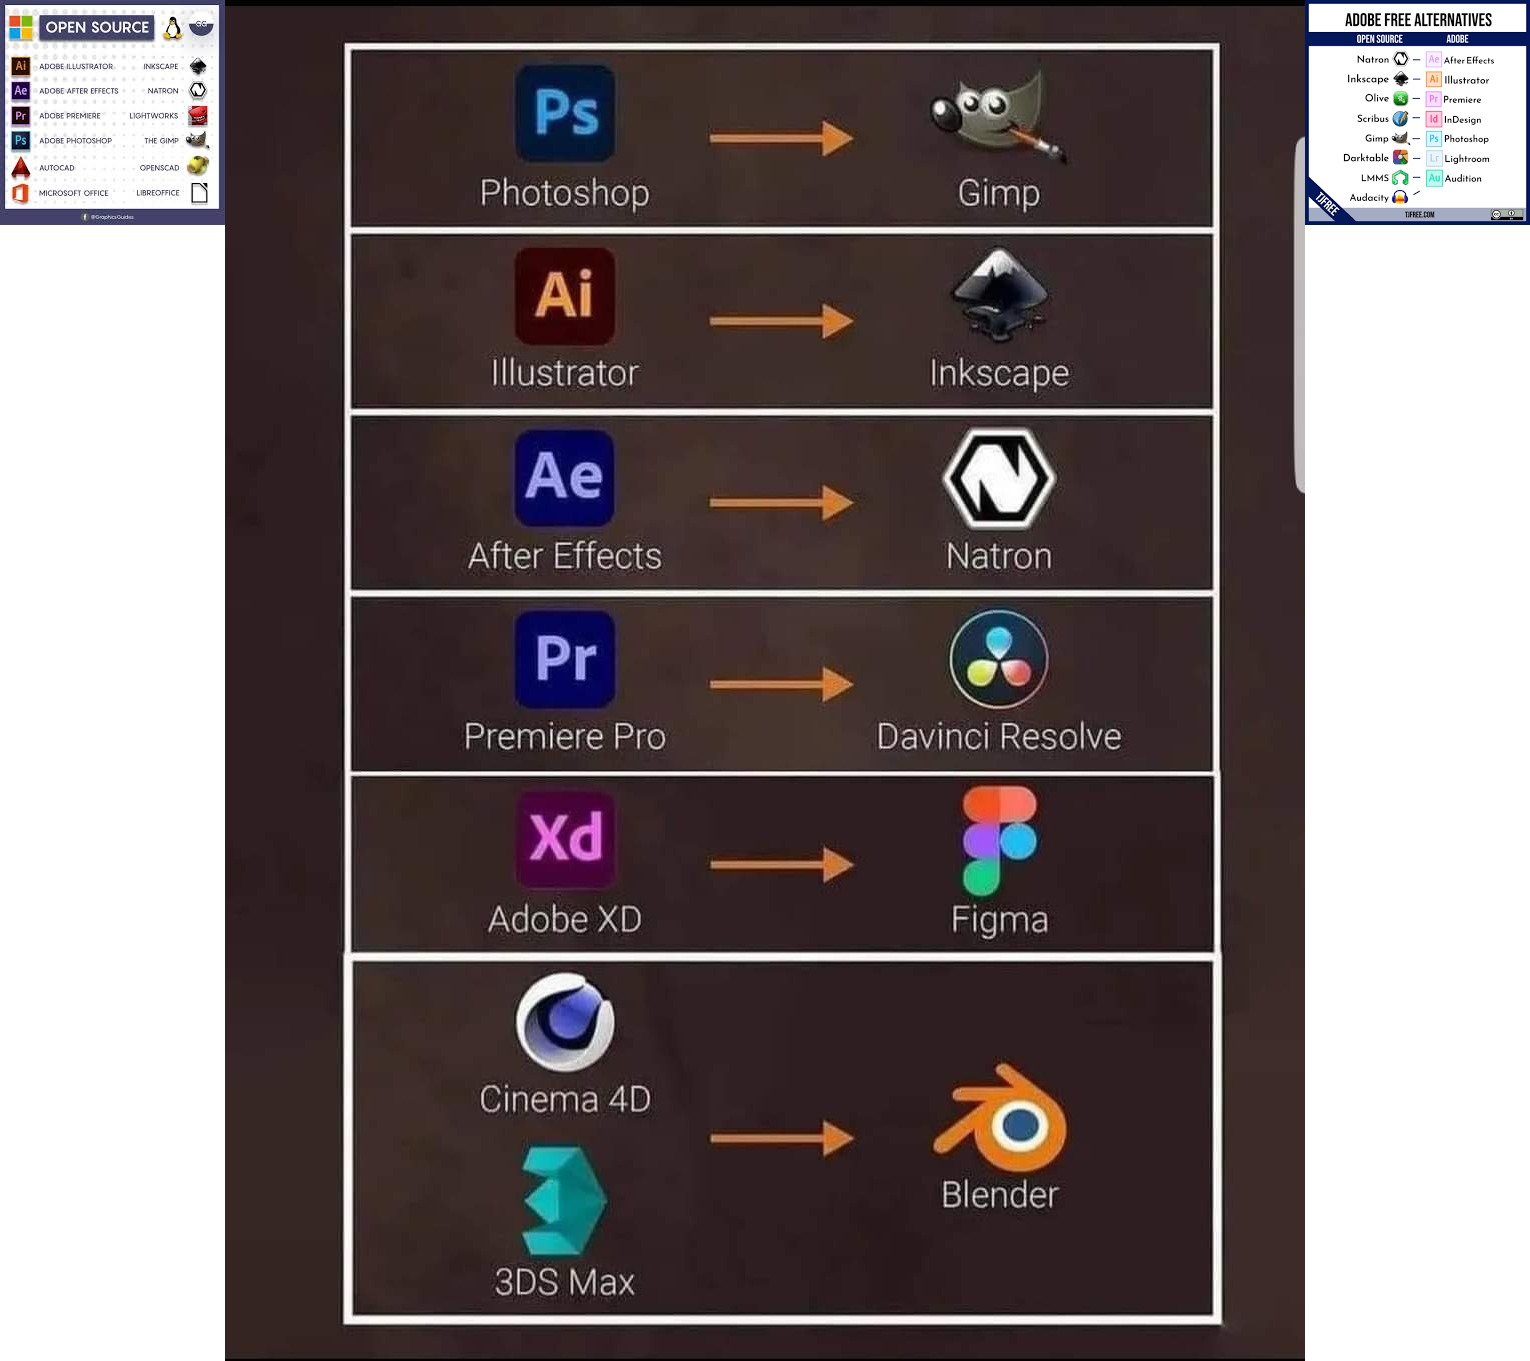 OPEN SOURCE
CC
Ai ADOBE ILLUSTRATOR INKSCAPE
Ae ADOBE AFTER EFFECTS NATRON
Pr ADOBE PREMIERE LIGHTWORKS
Ps ADOBE PHOTOSHOP THE GIMP
AUTOCAD OPENSCAD
MICROSOFT OFFICE LIBREOFFICE
f @GraphicsGuides
Ps
Photoshop Gimp
Ai
Illustrator Inkscape
Ae
After Effects Natron
Pr
Premiere Pro Davinci Resolve
Xd
Adobe XD Figma
Cinema 4D
Blender
3DS Max
ADOBE FREE ALTERNATIVES
OPEN SOURCE ADOBE
Natron – Ae After Effects
Inkscape – Ai Illustrator
Olive – Pr Premiere
Scribus – Id InDesign
Gimp – Ps Photoshop
Darktable – Lr Lightroom
LMMS – Au Audition
Audacity
TJFREE
TJFREE.COM